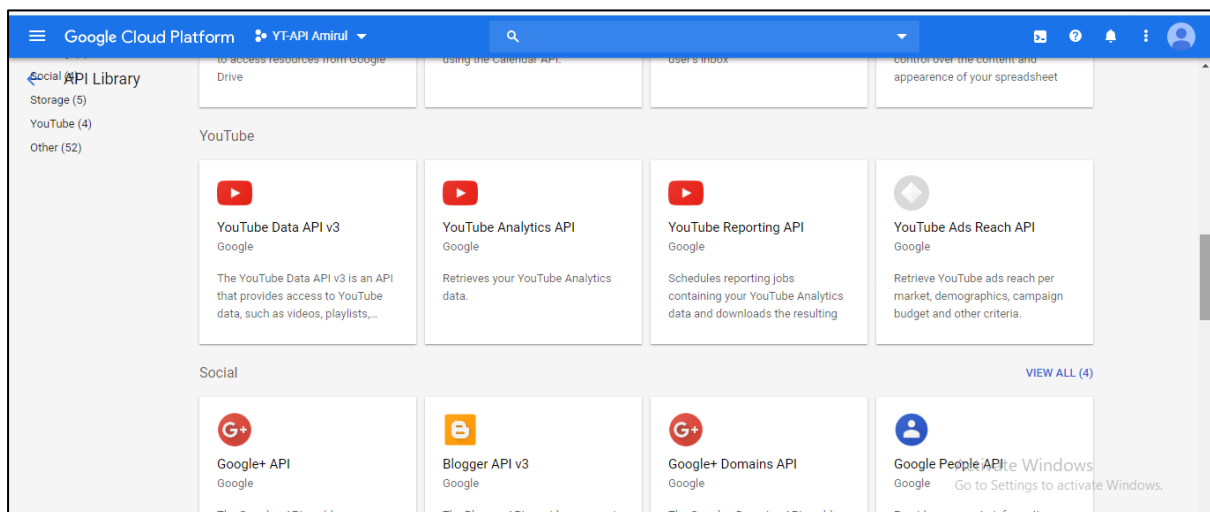 Google Cloud Platform YT-API Amirul
API Library
Social (4)
Storage (5)
YouTube (4)
Other (52)
to access resources from Google
Drive
using the Calendar API.
user's inbox
control over the content and
appearence of your spreadsheet
YouTube
YouTube Data API v3
Google
The YouTube Data API v3 is an API
that provides access to YouTube
data, such as videos, playlists,...
YouTube Analytics API
Google
Retrieves your YouTube Analytics
data.
YouTube Reporting API
Google
Schedules reporting jobs
containing your YouTube Analytics
data and downloads the resulting
YouTube Ads Reach API
Google
Retrieve YouTube ads reach per
market, demographics, campaign
budget and other criteria.
Social
VIEW ALL (4)
G+
Google+ API
Google
Blogger API v3
Google
G+
Google+ Domains API
Google
Google People API
Google
Activate Windows
Go to Settings to activate Windows.